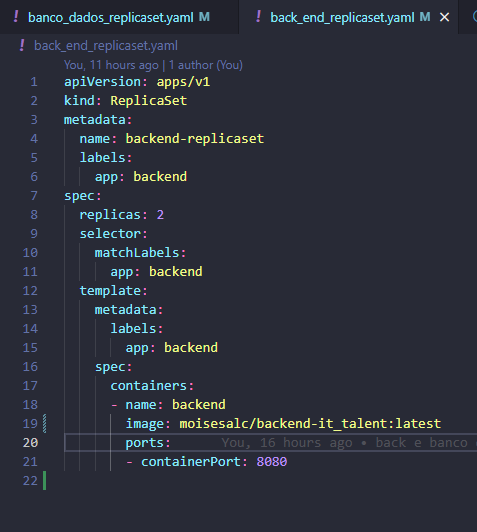 ! banco_dados_replicaset.yaml M
! back_end_replicaset.yaml M ×
! back_end_replicaset.yaml
You, 11 hours ago | 1 author (You)
1 apiVersion: apps/v1
2 kind: ReplicaSet
3 metadata:
4   name: backend-replicaset
5   labels:
6     app: backend
7 spec:
8   replicas: 2
9   selector:
10     matchLabels:
11       app: backend
12   template:
13     metadata:
14       labels:
15         app: backend
16     spec:
17       containers:
18       - name: backend
19         image: moisesalc/backend-it_talent:latest
20         ports: You, 16 hours ago • back e banco
21         - containerPort: 8080
22